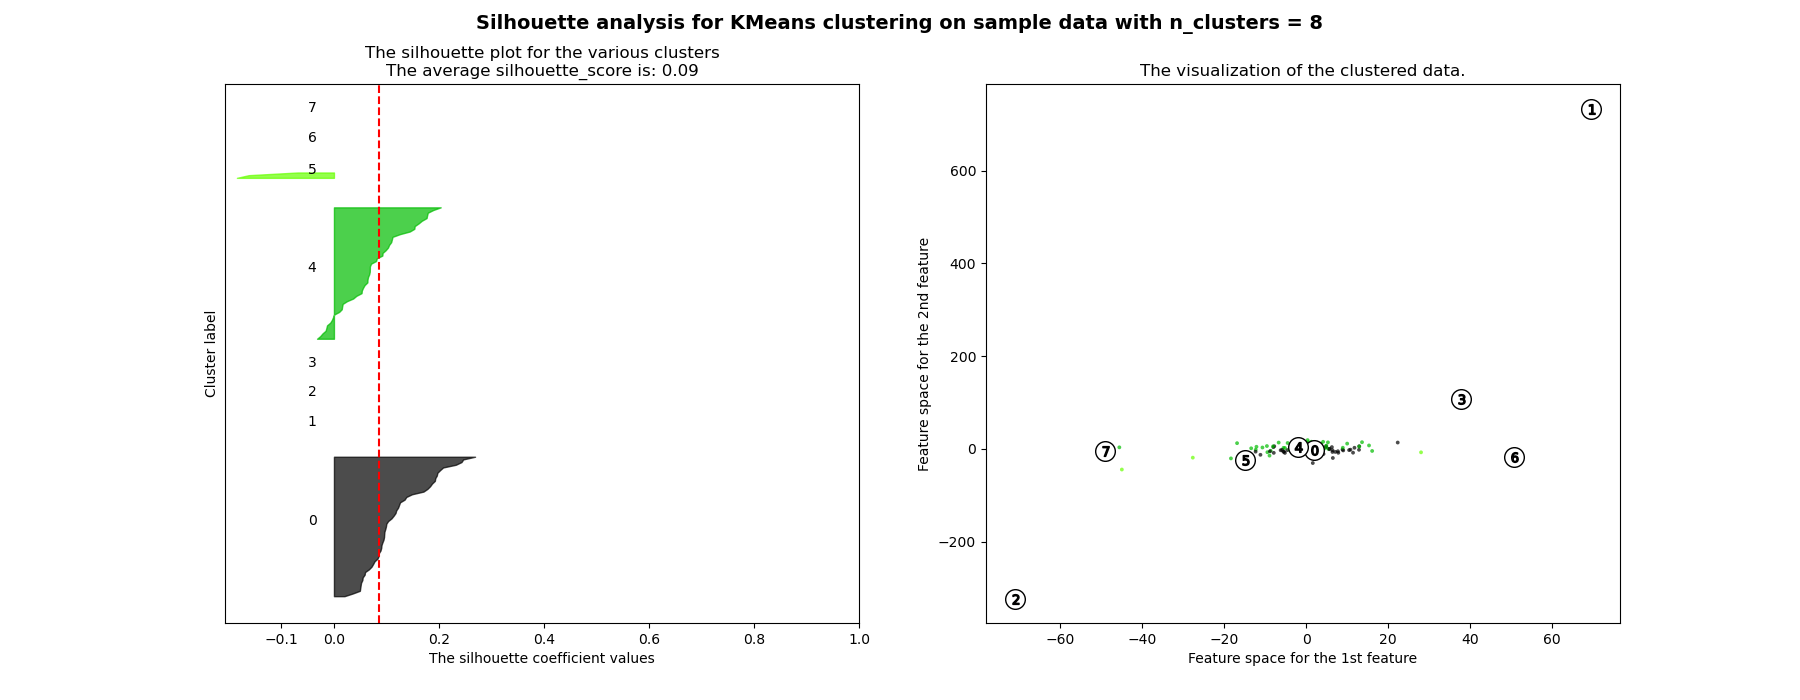 Silhouette analysis for KMeans clustering on sample data with n_clusters = 8
The silhouette plot for the various clusters
The average silhouette_score is: 0.09
7
6
5
4
3
2
1
0
Cluster label
−0.1 0.0 0.2 0.4 0.6 0.8 1.0
The silhouette coefficient values
The visualization of the clustered data.
1
600
400
200
3
0
7 5 4 0 6
−200
2
Feature space for the 2nd feature
−60 −40 −20 0 20 40 60
Feature space for the 1st feature